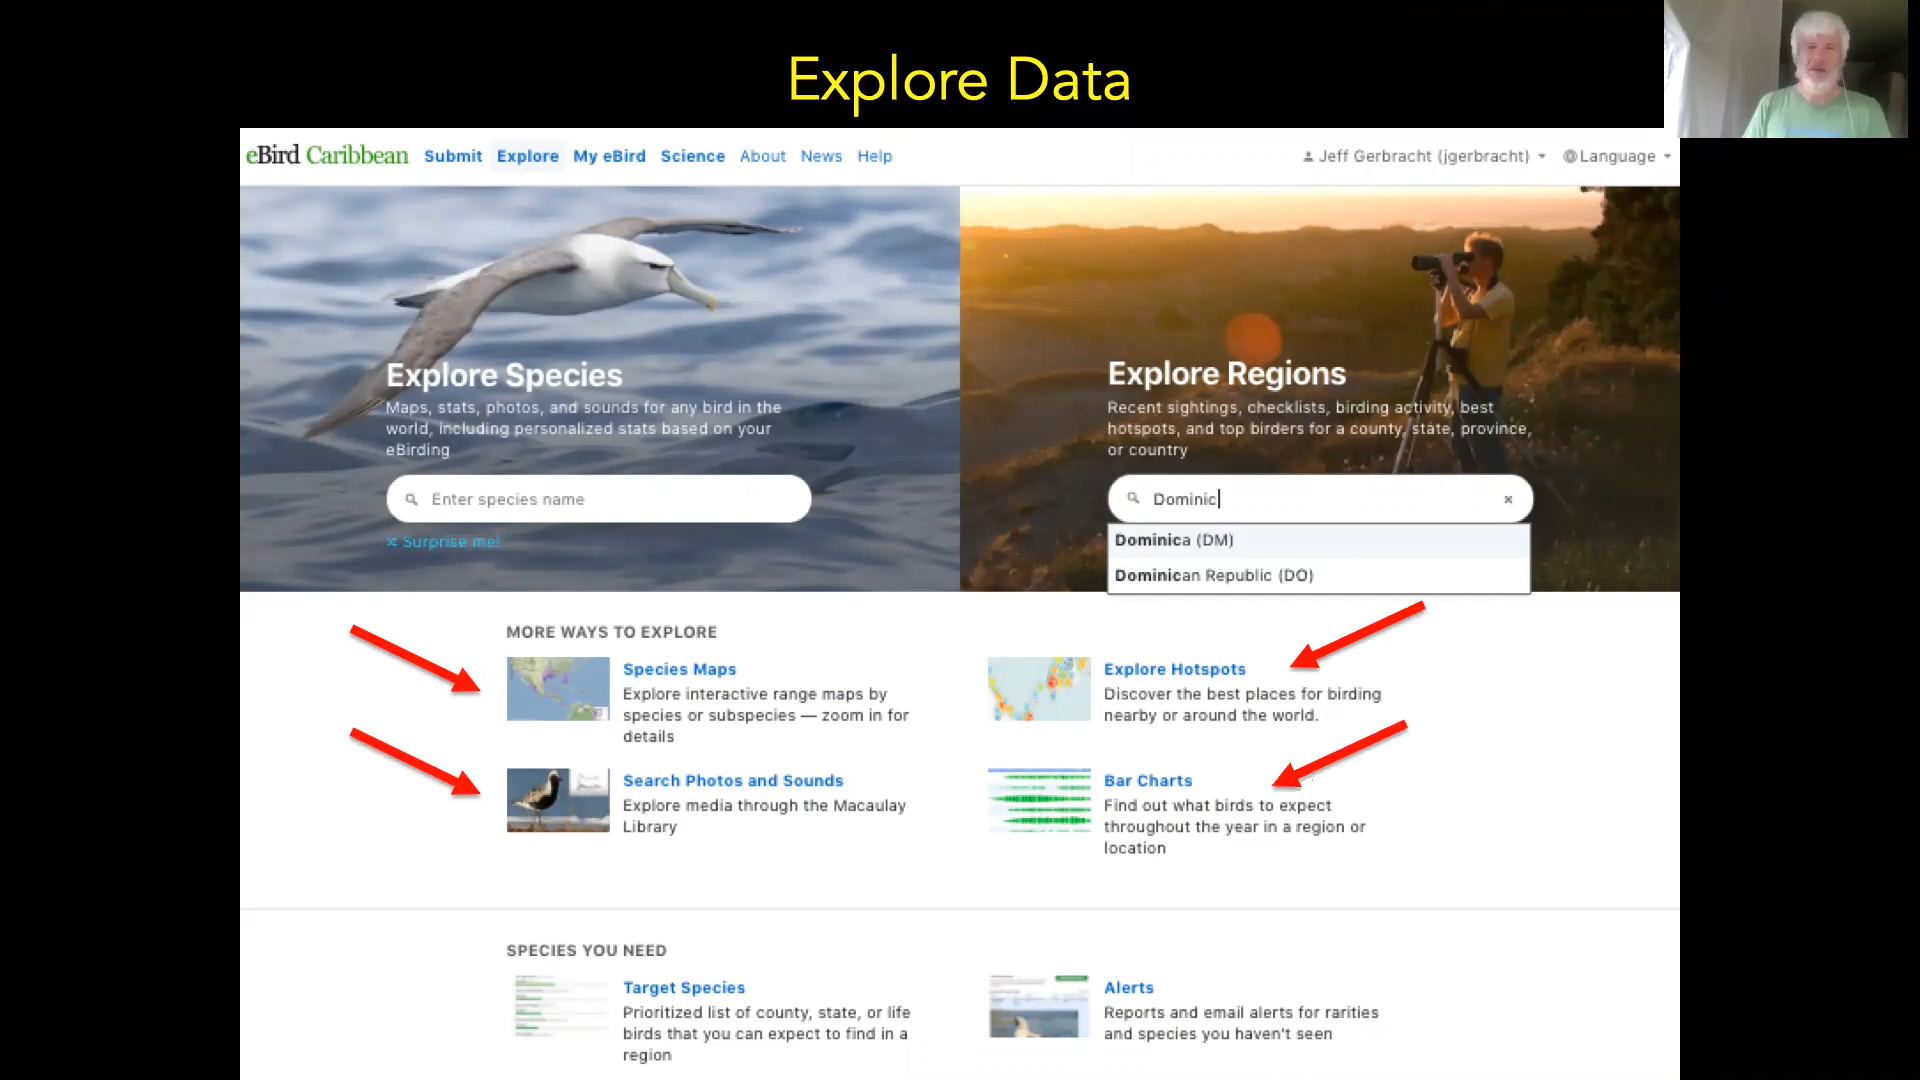 Explore Data
eBird Caribbean Submit Explore My eBird Science About News Help Jeff Gerbracht (jgerbracht) Language
Explore Species
Maps, stats, photos, and sounds for any bird in the
world, including personalized stats based on your
eBirding
Enter species name
Surprise me!
Explore Regions
Recent sightings, checklists, birding activity, best
hotspots, and top birders for a county, state, province,
or country
Dominic
Dominica (DM)
Dominican Republic (DO)
MORE WAYS TO EXPLORE
Species Maps
Explore interactive range maps by
species or subspecies — zoom in for
details
Explore Hotspots
Discover the best places for birding
nearby or around the world.
Search Photos and Sounds
Explore media through the Macaulay
Library
Bar Charts
Find out what birds to expect
throughout the year in a region or
location
SPECIES YOU NEED
Target Species
Prioritized list of county, state, or life
birds that you can expect to find in a
region
Alerts
Reports and email alerts for rarities
and species you haven't seen